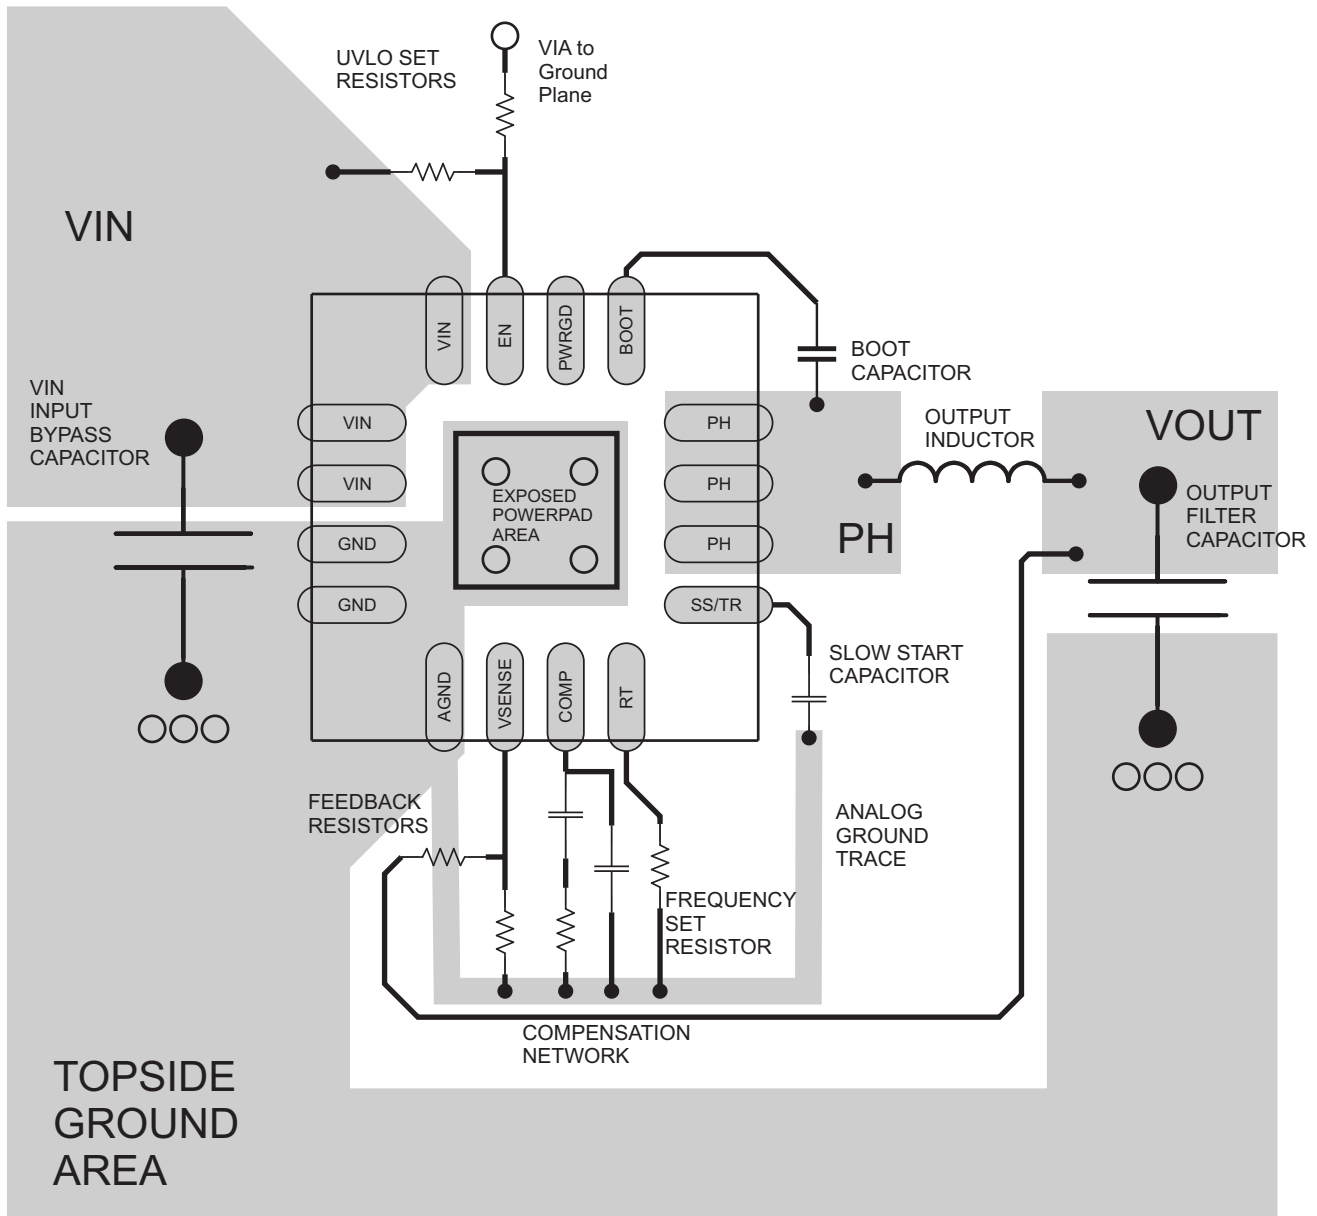 UVLO SET
RESISTORS
VIA to
Ground
Plane
VIN
VIN
EN
PWRGD
BOOT
BOOT
CAPACITOR
VIN
INPUT
BYPASS
CAPACITOR
VIN
VIN
GND
GND
EXPOSED
POWERPAD
AREA
PH
PH
PH
SS/TR
PH
OUTPUT
INDUCTOR
VOUT
OUTPUT
FILTER
CAPACITOR
AGND
VSENSE
COMP
RT
SLOW START
CAPACITOR
FEEDBACK
RESISTORS
ANALOG
GROUND
TRACE
FREQUENCY
SET
RESISTOR
COMPENSATION
NETWORK
TOPSIDE
GROUND
AREA